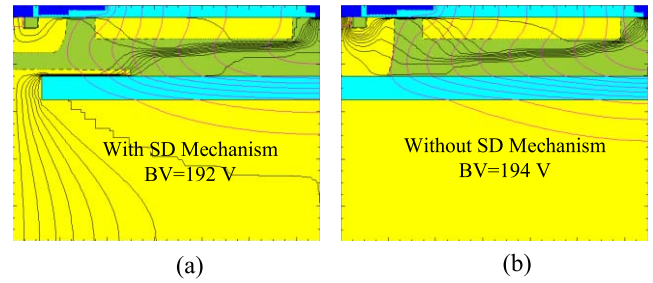 With SD Mechanism
BV=192 V
Without SD Mechanism
BV=194 V
(a)
(b)